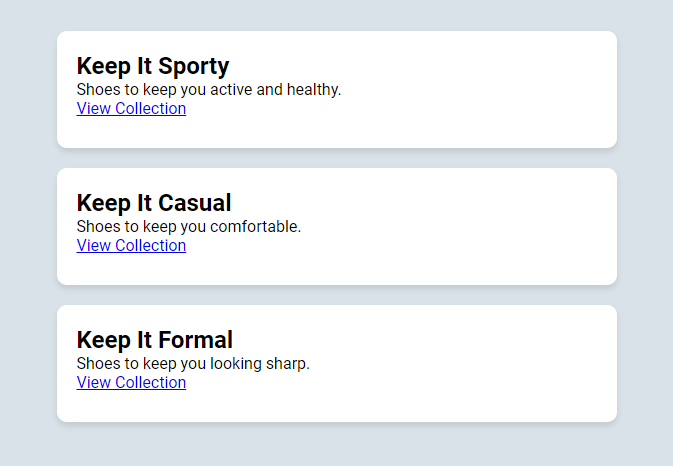 Keep It Sporty
Shoes to keep you active and healthy.
View Collection
Keep It Casual
Shoes to keep you comfortable.
View Collection
Keep It Formal
Shoes to keep you looking sharp.
View Collection